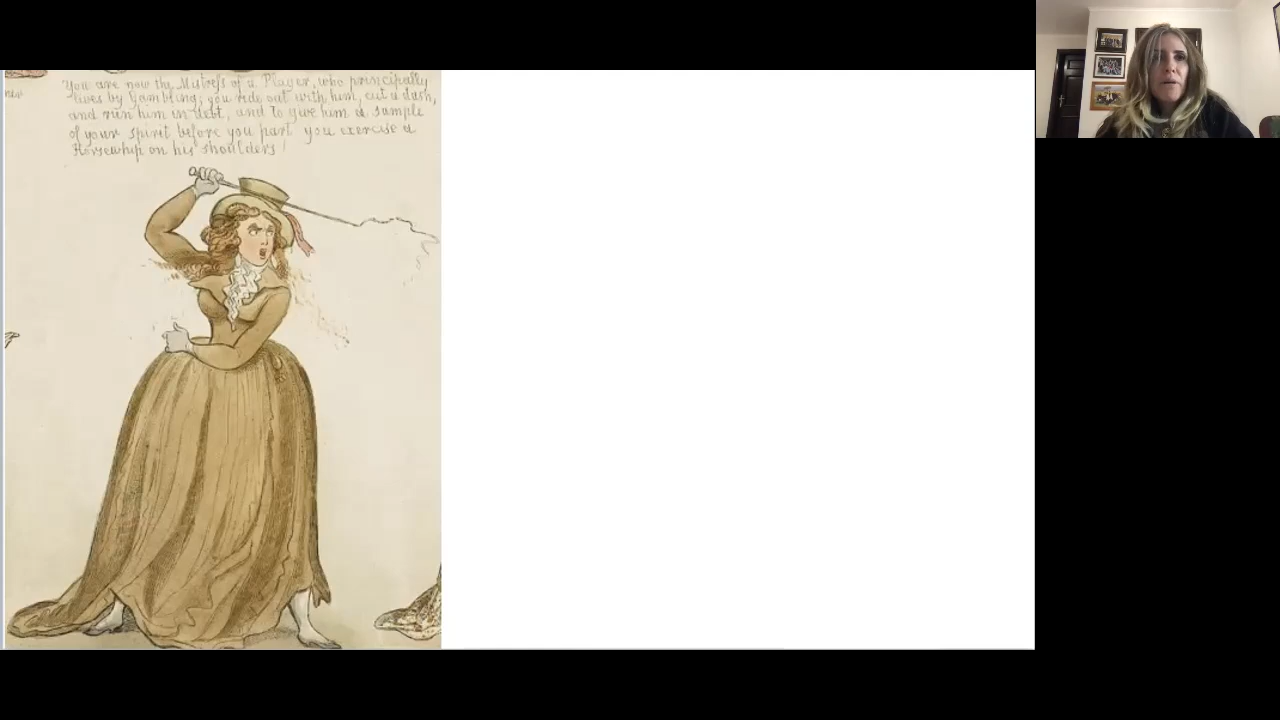 You are now the Mistress of a Player, who principally
lives by Gambling; you ride out with him, cut a dash,
and run him in debt, and to give him a sample
of your spirit before you part you exercise a
Horsewhip on his shoulders!